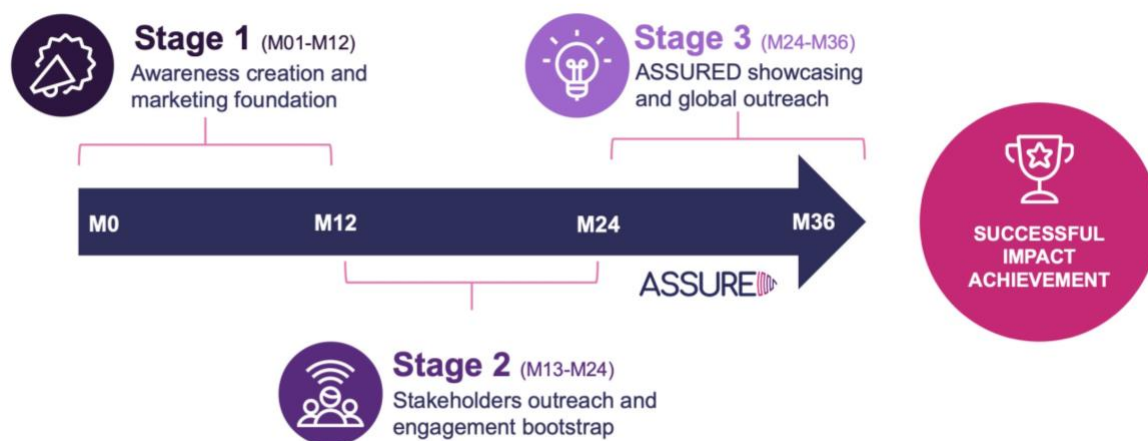 Stage 1 (M01-M12)
Awareness creation and
marketing foundation
Stage 3 (M24-M36)
ASSURED showcasing
and global outreach
M0
M12
M24
M36
ASSURED
SUCCESSFUL
IMPACT
ACHIEVEMENT
Stage 2 (M13-M24)
Stakeholders outreach and
engagement bootstrap